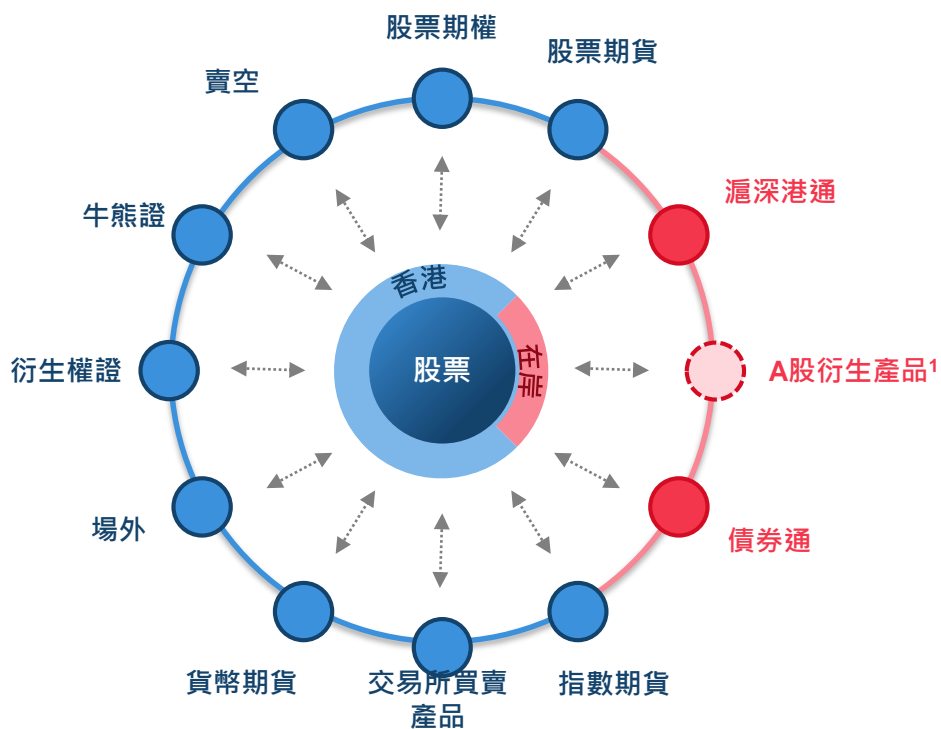 股票期權
股票期貨
賣空
滬深港通
牛熊證
香港
股票
在岸
衍生權證
A股衍生產品¹
場外
債券通
貨幣期貨
交易所買賣
產品
指數期貨